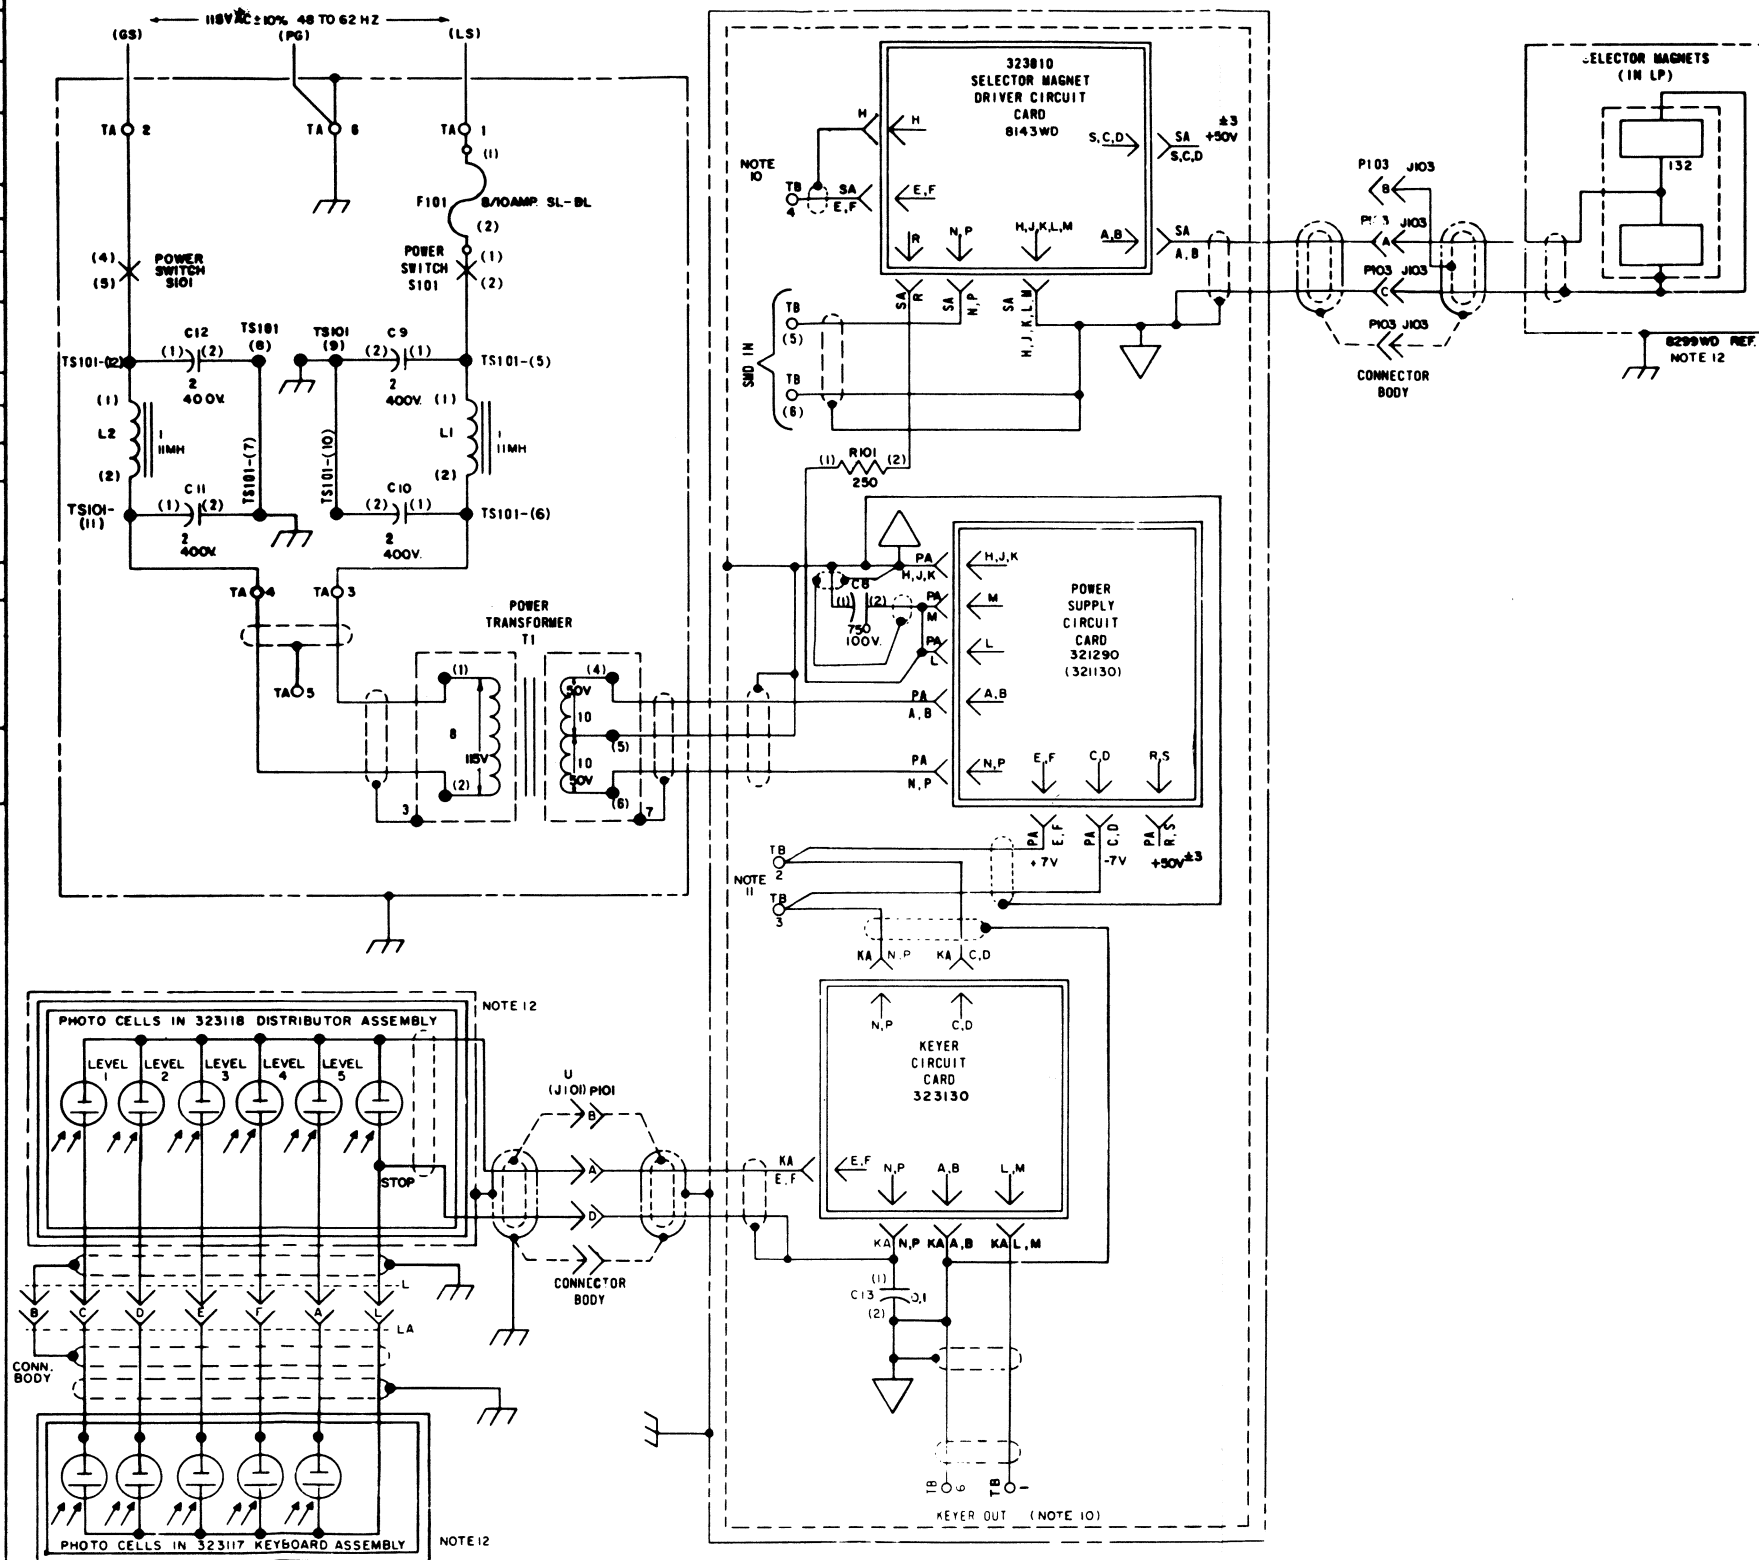 115VAC±10% 48 TO 62 HZ
(GS)
(PG)
(LS)
TA 2
TA 6
TA 1
(1)
F101 8/10AMP. SL-BL
(2)
(4)
(5)
POWER
SWITCH
S101
POWER
SWITCH
S101
(1)
(2)
C12
(1) (2)
2
400V.
TS101
(8)
TS101
(9)
C9
(2) (1)
2
400V.
TS101-(2)
TS101-(5)
(1)
L2
(2)
1
11MH
TS101-(7)
TS101-(10)
(1)
L1
(2)
1
11MH
TS101-
(11)
C11
(1) (2)
2
400V.
C10
(2) (1)
2
400V.
TS101-(6)
TA 4
TA 3
TA 5
POWER
TRANSFORMER
T1
(1)
8
115V
(2)
3
(4)
50V
10
(5)
10
50V
(6)
7
323810
SELECTOR MAGNET
DRIVER CIRCUIT
CARD
8143WD
H
H
NOTE
10
TB
4
SA
E,F
E,F
S,C,D
SA
S,C,D
±3
+50V
R
N,P
H,J,K,L,M
A,B
SA
A,B
SA
R
SA
N,P
SA
H,J,K,L,M
SMD IN
TB
(5)
TB
(6)
R101
(1) (2)
250
P103 J103
B
P103 J103
A
P103 J103
C
P103 J103
CONNECTOR
BODY
SELECTOR MAGNETS
(IN LP)
132
8299WD REF.
NOTE 12
PA
H,J,K
H,J,K
C8
(1) (2)
750
100V.
PA
M
M
PA
L
L
POWER
SUPPLY
CIRCUIT
CARD
321290
(321130)
PA
A,B
A,B
PA
N,P
N,P
E,F
C,D
R,S
PA
E,F
+7V
PA
C,D
-7V
PA
R,S
+50V±3
TB
2
NOTE
11
TB
3
KA N,P
KA C,D
N,P
C,D
KEYER
CIRCUIT
CARD
323130
KA
E,F
E,F
N,P
A,B
L,M
KA N,P
KA A,B
KA L,M
(1)
C13 0.1
(2)
TB 6
TB 1
KEYER OUT (NOTE 10)
NOTE 12
PHOTO CELLS IN 323118 DISTRIBUTOR ASSEMBLY
LEVEL
1
LEVEL
2
LEVEL
3
LEVEL
4
LEVEL
5
STOP
U
(J101) P101
B
A
D
CONNECTOR
BODY
L
B
C
D
E
F
A
L
LA
CONN.
BODY
PHOTO CELLS IN 323117 KEYBOARD ASSEMBLY
NOTE 12